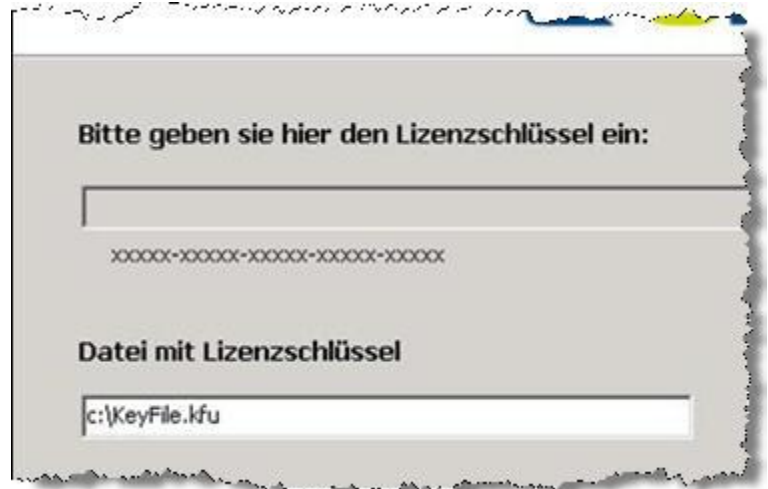 Bitte geben sie hier den Lizenzschlüssel ein:
xxxxx-xxxxx-xxxxx-xxxxx-xxxxx
Datei mit Lizenzschlüssel
c:\KeyFile.kfu